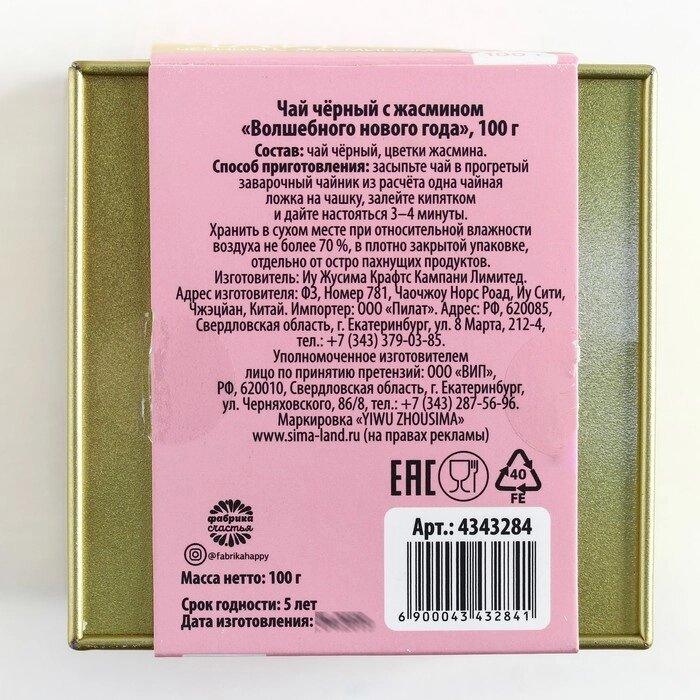 Чай чёрный с жасмином
«Волшебного нового года», 100 г
Состав: чай чёрный, цветки жасмина.
Способ приготовления: засыпьте чай в прогретый
заварочный чайник из расчёта одна чайная
ложка на чашку, залейте кипятком
и дайте настояться 3–4 минуты.
Хранить в сухом месте при относительной влажности
воздуха не более 70 %, в плотно закрытой упаковке,
отдельно от остро пахнущих продуктов.
Изготовитель: Иу Жусима Крафтс Кампани Лимитед.
Адрес изготовителя: ФЗ, Номер 781, Чаочжоу Норс Роад, Иу Сити,
Чжэцйан, Китай. Импортер: ООО «Пилат». Адрес: РФ, 620085,
Свердловская область, г. Екатеринбург, ул. 8 Марта, 212-4,
тел.: +7 (343) 379-03-85.
Уполномоченное изготовителем
лицо по принятию претензий: ООО «ВИП»,
РФ, 620010, Свердловская область, г. Екатеринбург,
ул. Черняховского, 86/8, тел.: +7 (343) 287-56-96.
Маркировка «YIWU ZHOUSIMA»
www.sima-land.ru (на правах рекламы)
ЕАС
40
FE
фабрика
счастья
@fabrikahappy
Арт.: 4343284
6 900043 432841
Масса нетто: 100 г
Срок годности: 5 лет
Дата изготовления: